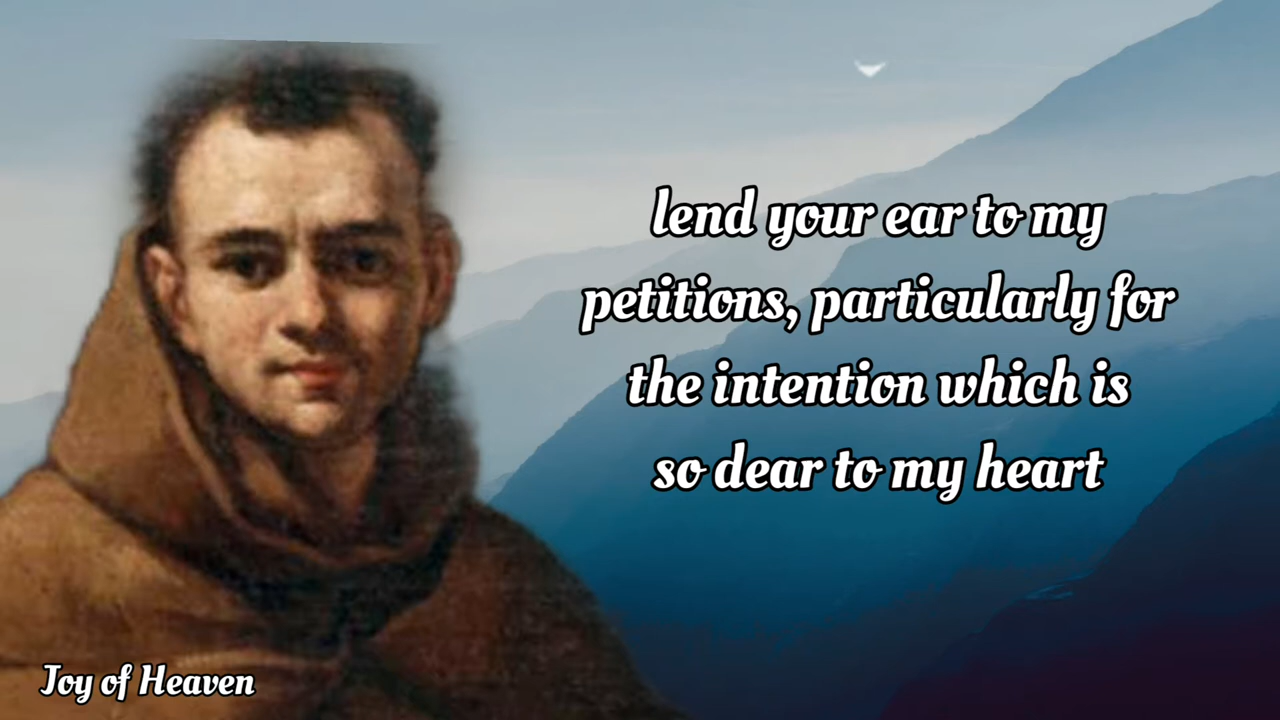 lend your ear to my
petitions, particularly for
the intention which is
so dear to my heart
Joy of Heaven